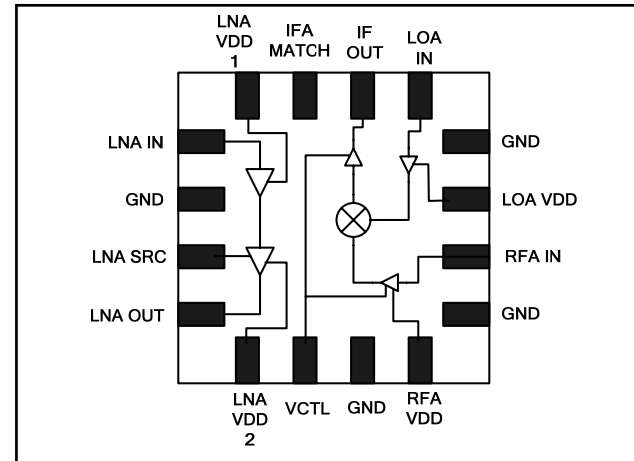 LNA
VDD
1
IFA
MATCH
IF
OUT
LOA
IN
LNA IN
GND
GND
LOA VDD
LNA SRC
RFA IN
LNA OUT
GND
LNA
VDD
2
VCTL
GND
RFA
VDD